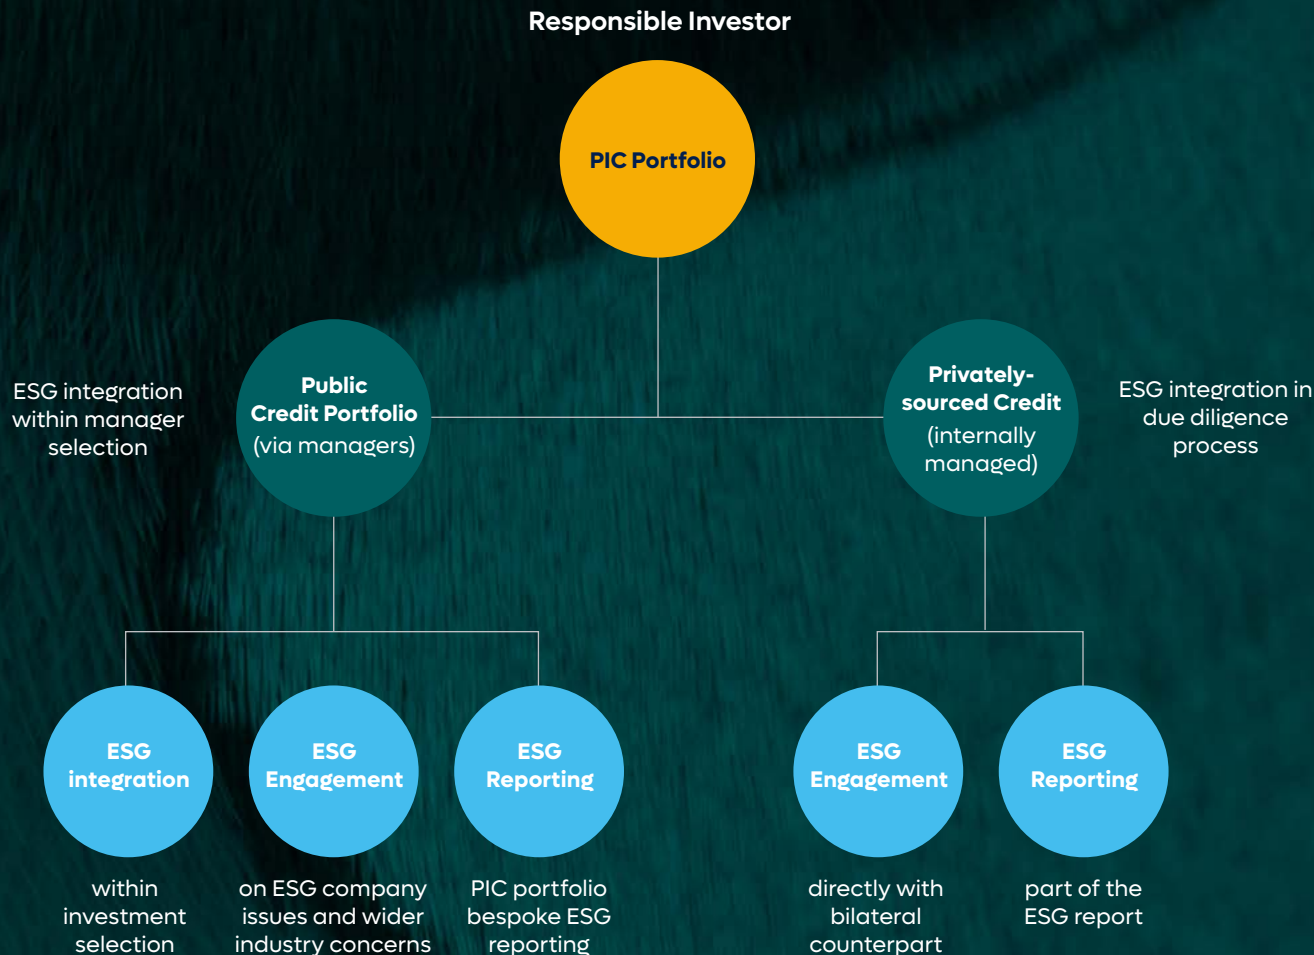 Responsible Investor
PIC Portfolio
ESG integration
within manager
selection
Public
Credit Portfolio
(via managers)
Privately-
sourced Credit
(internally
managed)
ESG integration in
due diligence
process
ESG
integration
within
investment
selection
ESG
Engagement
on ESG company
issues and wider
industry concerns
ESG
Reporting
PIC portfolio
bespoke ESG
reporting
ESG
Engagement
directly with
bilateral
counterpart
ESG
Reporting
part of the
ESG report